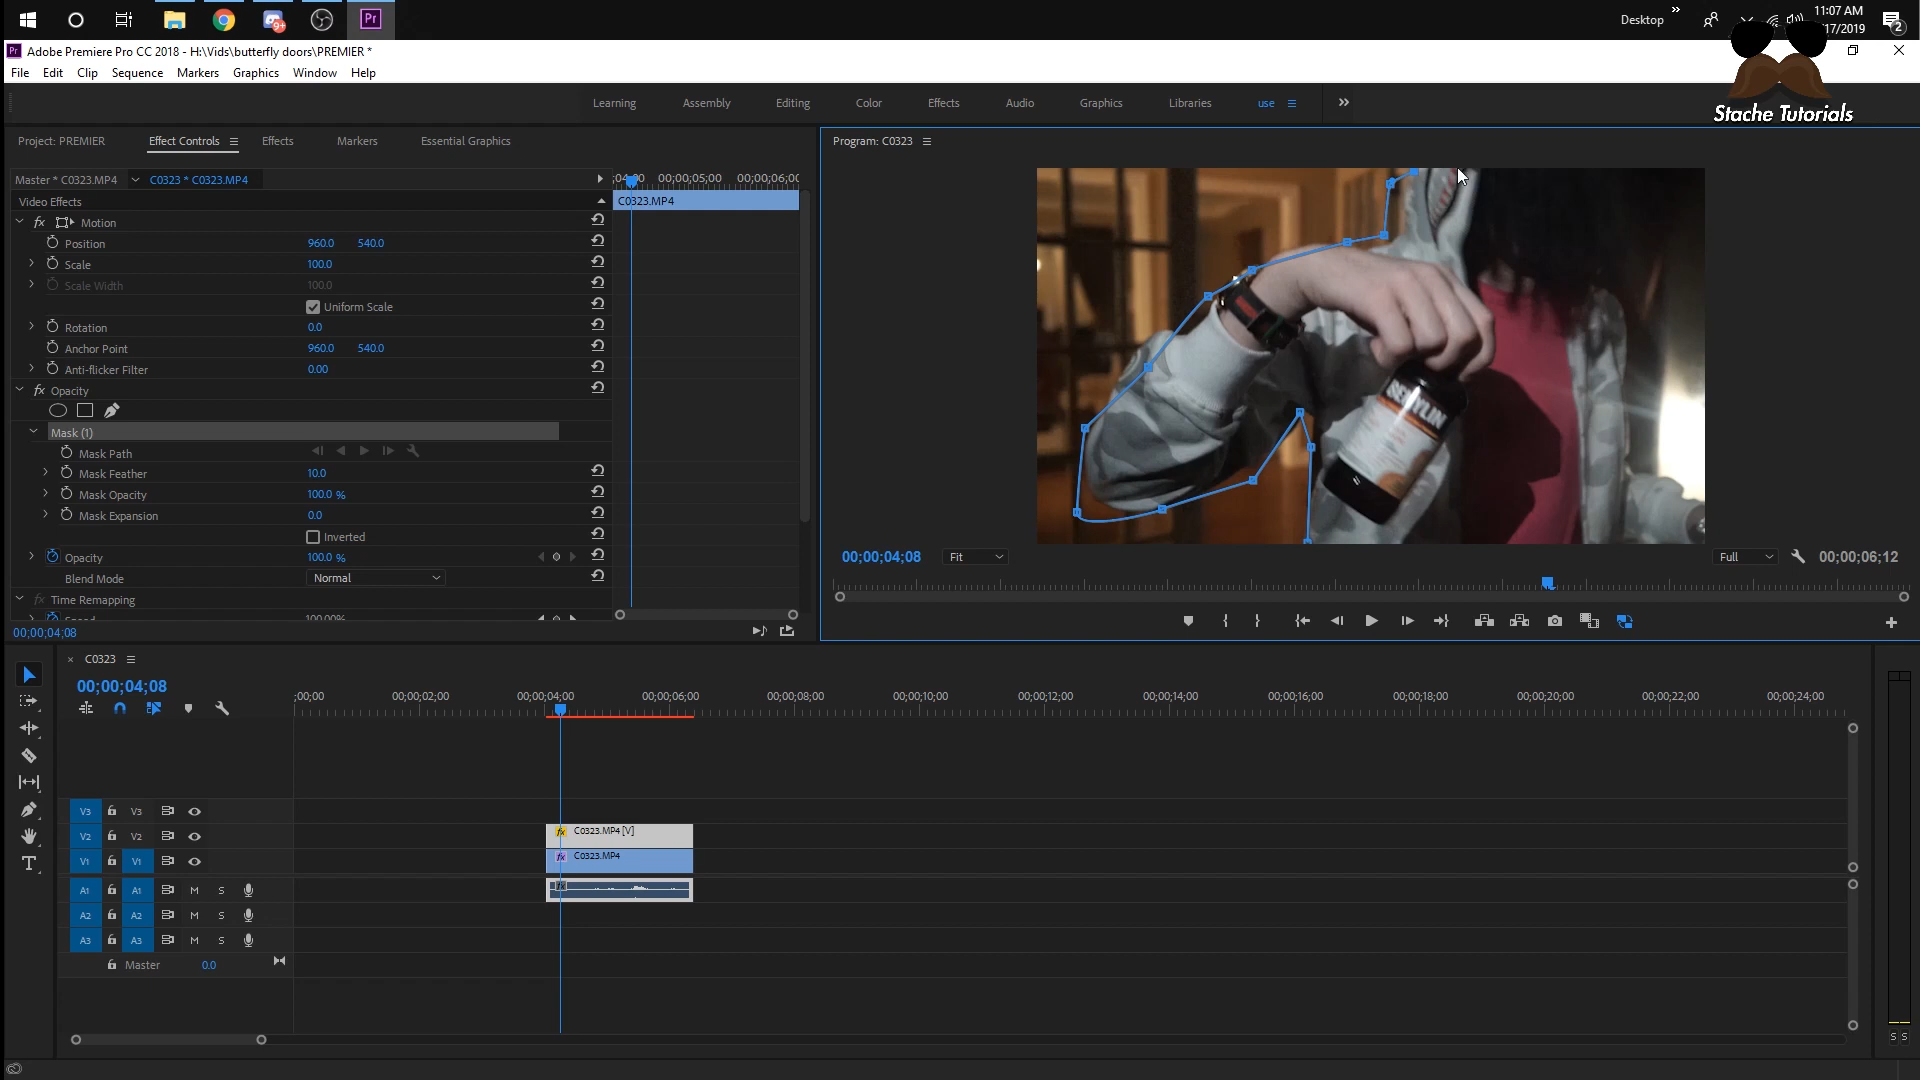 Desktop
»
9+
Pr
11:07 AM
17/2019
2
Pr Adobe Premiere Pro CC 2018 - H:\Vids\butterfly doors\PREMIER *
File Edit Clip Sequence Markers Graphics Window Help
Learning Assembly Editing Color Effects Audio Graphics Libraries use »
Stache Tutorials
Project: PREMIER Effect Controls Effects Markers Essential Graphics
Program: C0323
Master * C0323.MP4 C0323 * C0323.MP4
;04;00 00;00;05;00 00;00;06;00
Video Effects
C0323.MP4
fx Motion
Position 960.0 540.0
Scale 100.0
Scale Width 100.0
Uniform Scale
Rotation 0.0
Anchor Point 960.0 540.0
Anti-flicker Filter 0.00
fx Opacity
Mask (1)
Mask Path
Mask Feather 10.0
Mask Opacity 100.0 %
Mask Expansion 0.0
Inverted
Opacity 100.0 %
Blend Mode Normal
fx Time Remapping
Speed 100.00%
00;00;04;08
00;00;04;08 Fit Full 00;00;06;12
× C0323
00;00;04;08
;00;00 00;00;02;00 00;00;04;00 00;00;06;00 00;00;08;00 00;00;10;00 00;00;12;00 00;00;14;00 00;00;16;00 00;00;18;00 00;00;20;00 00;00;22;00 00;00;24;00
V3 V3
V2 V2 fx C0323.MP4 [V]
V1 V1 fx C0323.MP4
A1 A1 M S fx
A2 A2 M S
A3 A3 M S
Master 0.0
S S